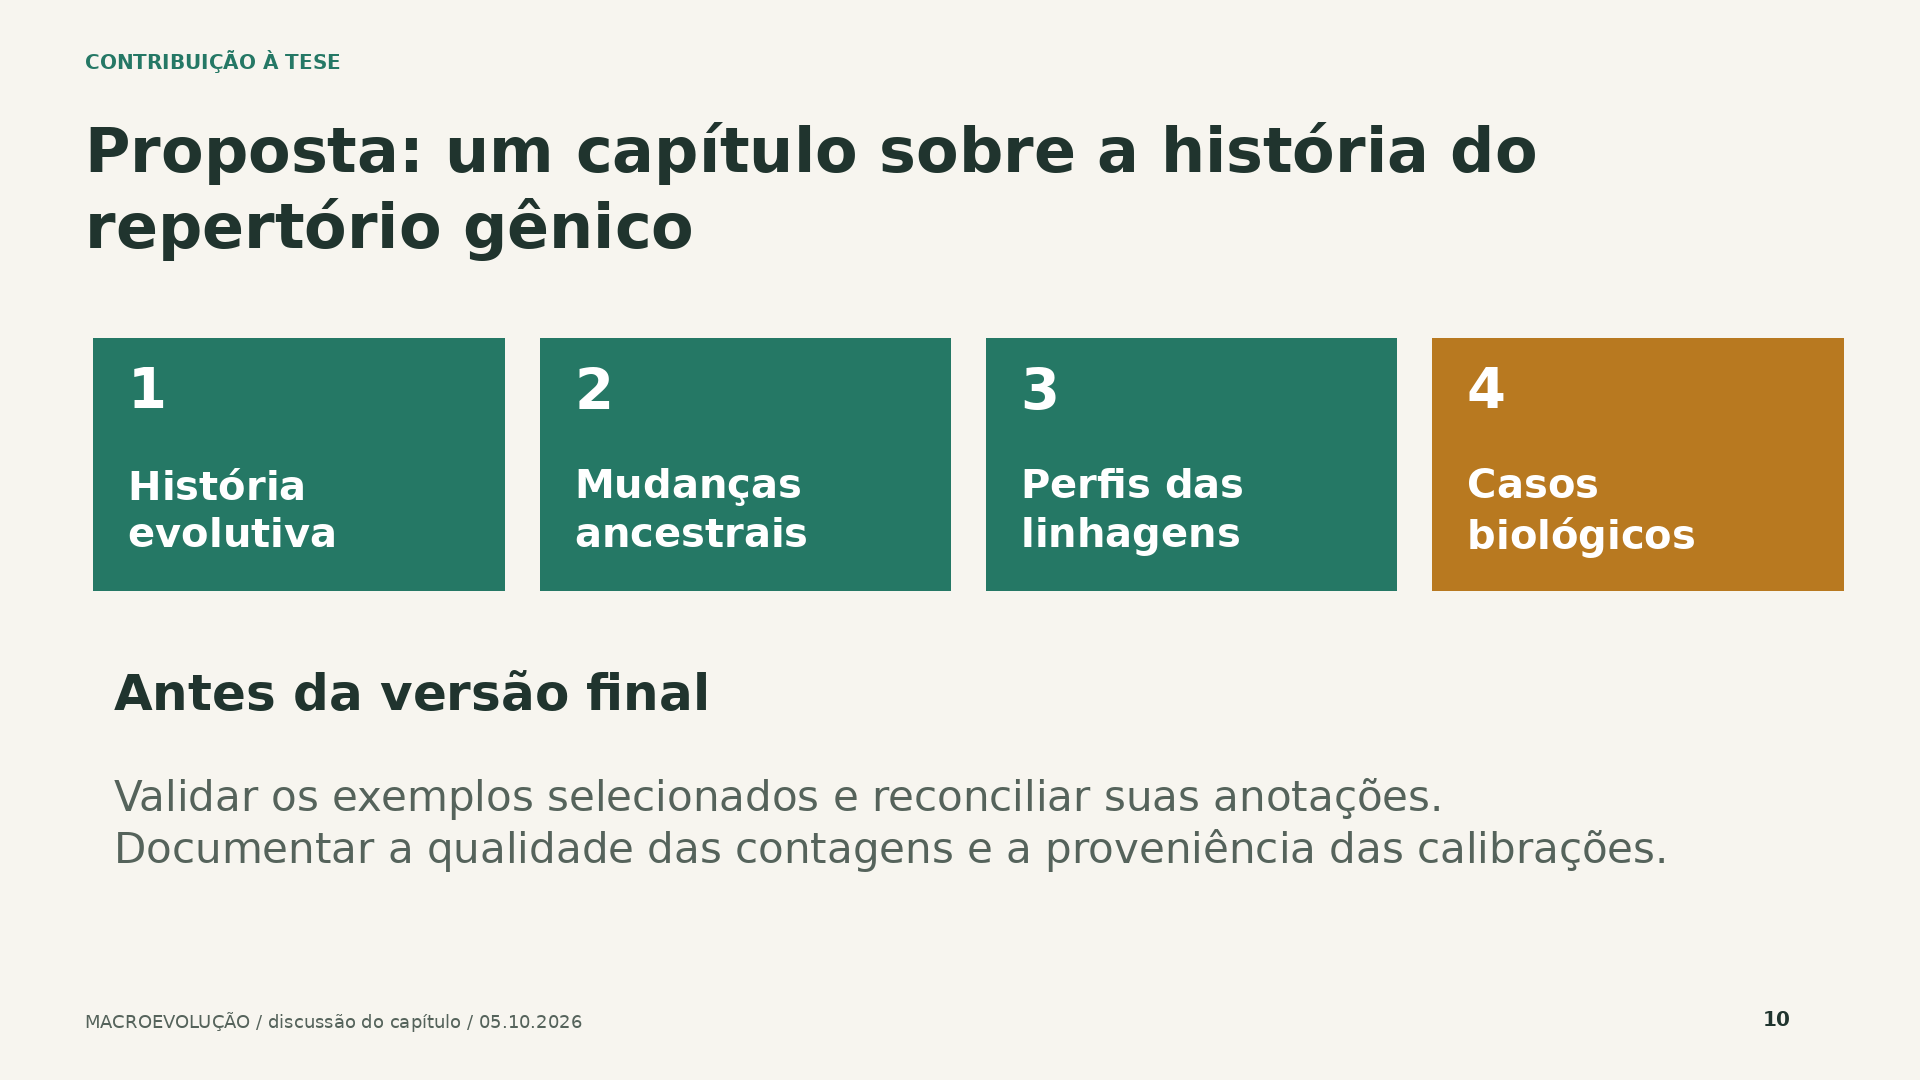 CONTRIBUIÇÃO À TESE
Proposta: um capítulo sobre a história do
repertório gênico
1
História
evolutiva
2
Mudanças
ancestrais
3
Perfis das
linhagens
4
Casos
biológicos
Antes da versão final
Validar os exemplos selecionados e reconciliar suas anotações.
Documentar a qualidade das contagens e a proveniência das calibrações.
MACROEVOLUÇÃO / discussão do capítulo / 05.10.2026
10